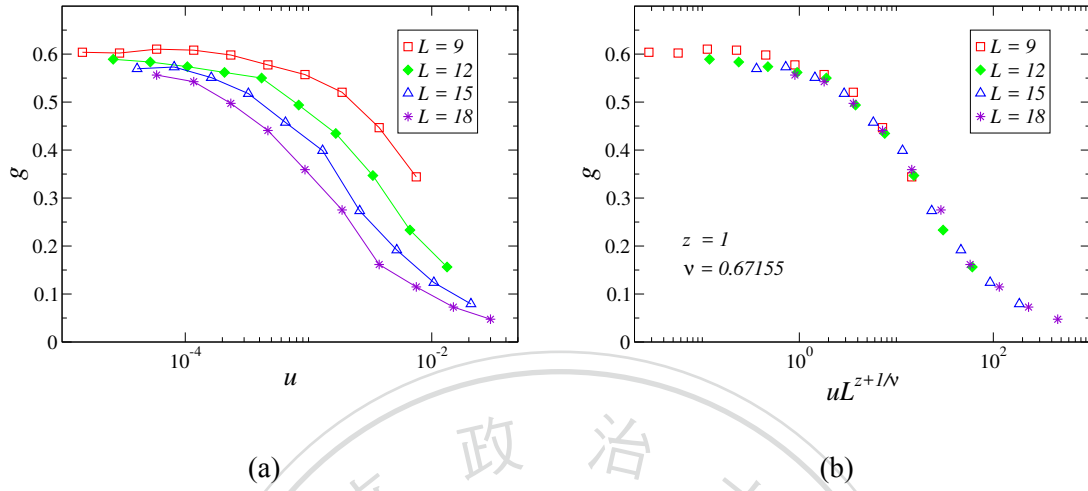 0.6
0.5
0.4
0.3
0.2
0.1
0
g
10^-4
10^-2
u
L = 9
L = 12
L = 15
L = 18
(a)
0.6
0.5
0.4
0.3
0.2
0.1
0
g
10^0
10^2
uL^{z+1/ν}
L = 9
L = 12
L = 15
L = 18
z = 1
ν = 0.67155
(b)
政 治